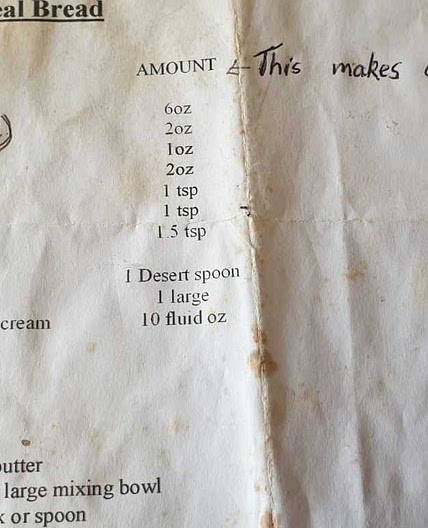 eal Bread
AMOUNT ← This makes
6oz
2oz
1oz
2oz
1 tsp
1 tsp
1.5 tsp
1 Desert spoon
1 large
cream 10 fluid oz
utter
large mixing bowl
or spoon